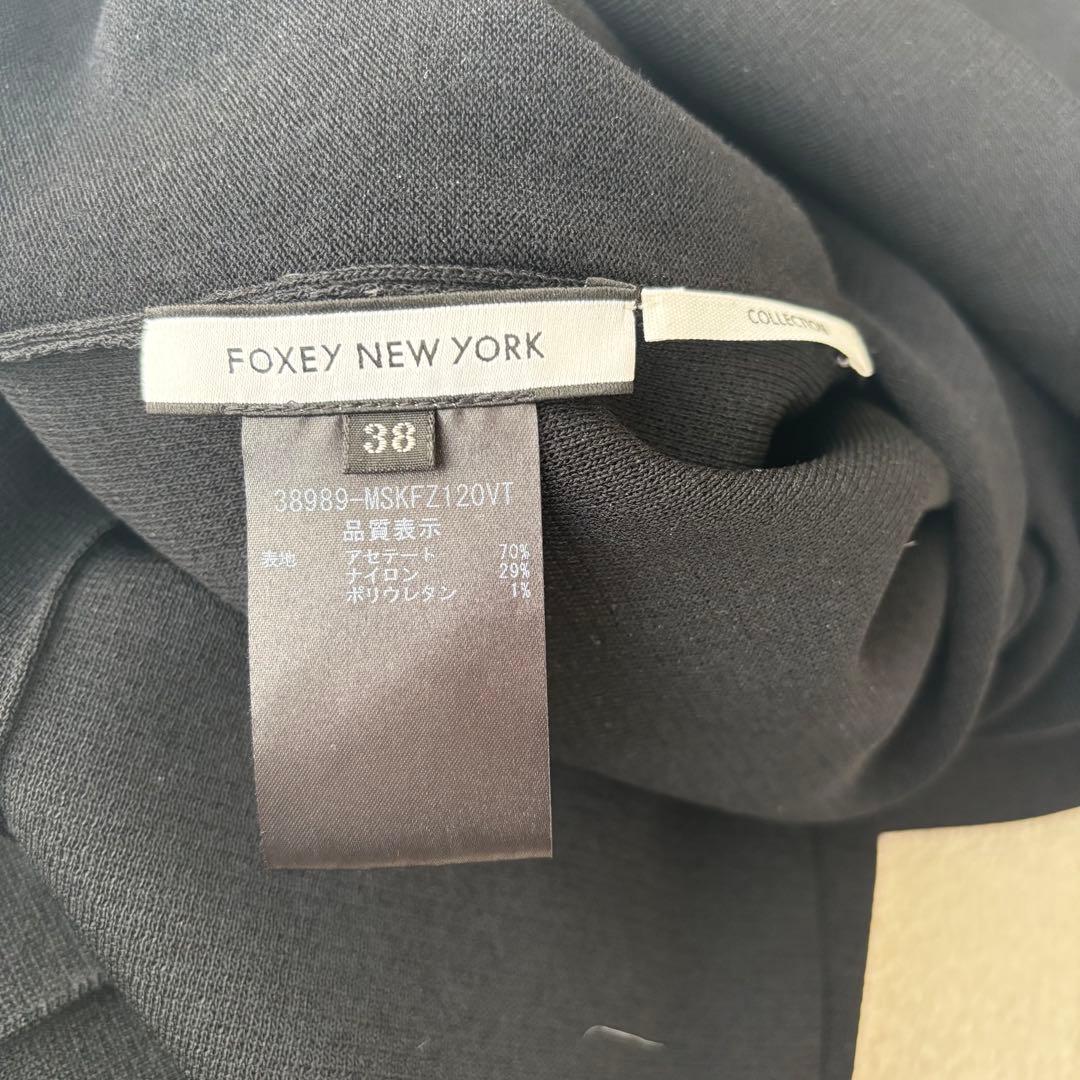 FOXEY NEW YORK
COLLECTION
38
38989-MSKFZ120VT
品質表示
表地 アセテート 70%
ナイロン 29%
ポリウレタン 1%